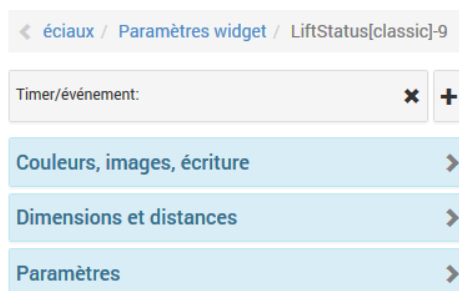 éciaux / Paramètres widget / LiftStatus[classic]-9
Timer/événement:
Couleurs, images, écriture
Dimensions et distances
Paramètres